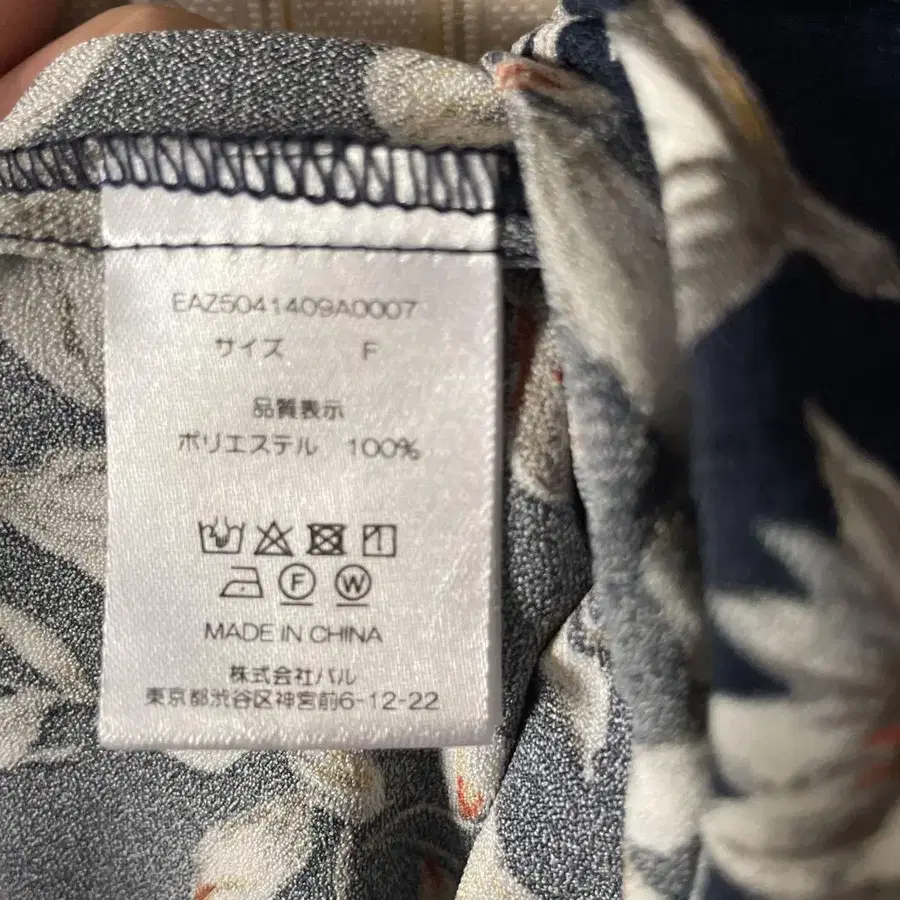 EAZ5041409A0007
サイズ F
品質表示
ポリエステル 100%
F W
MADE IN CHINA
株式会社パル
東京都渋谷区神宮前6-12-22